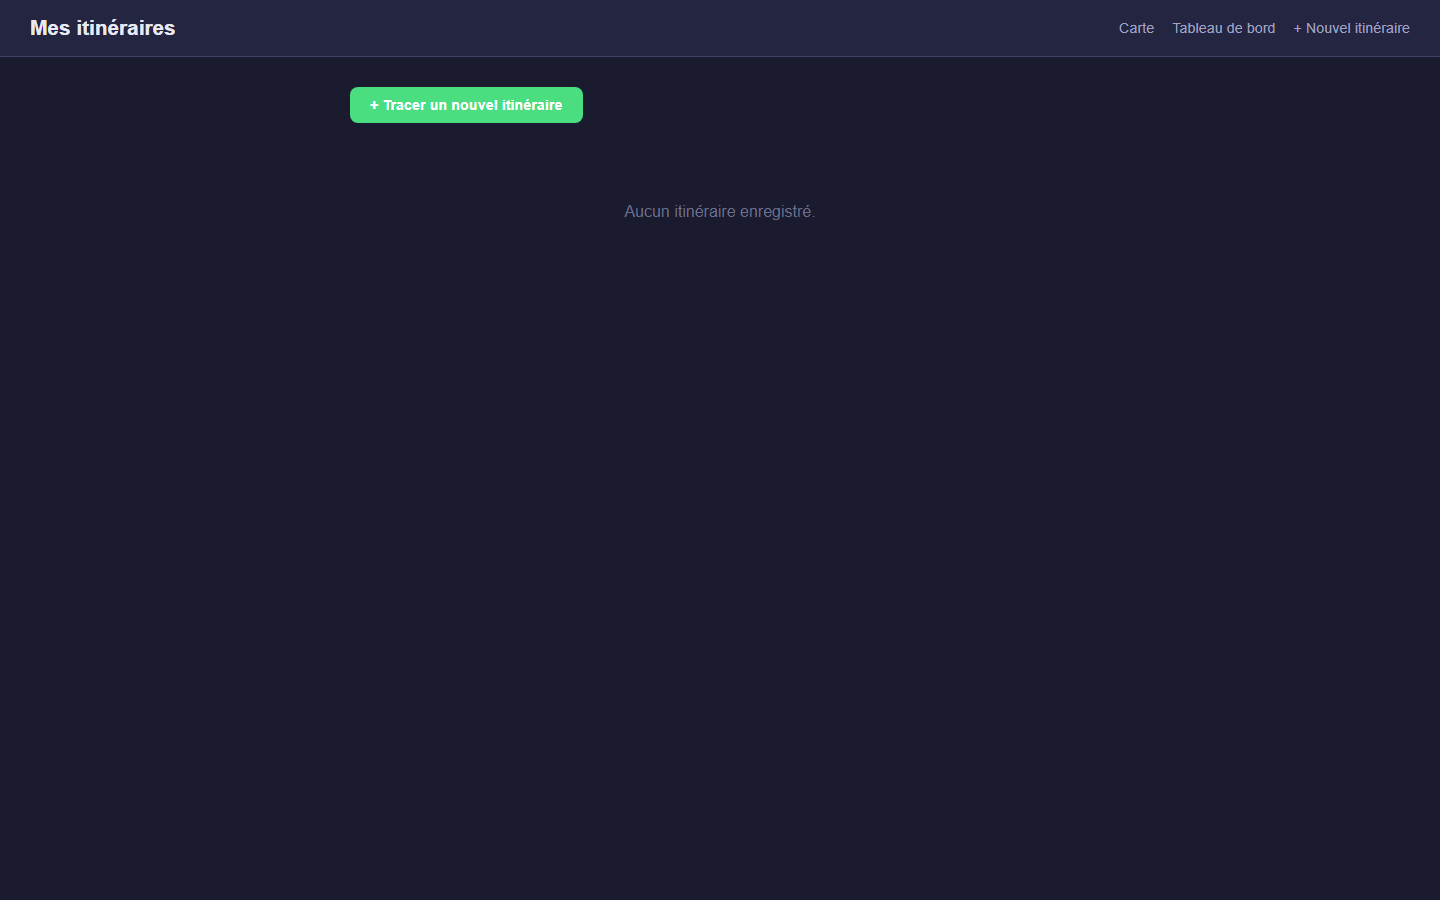 Mes itinéraires
Carte Tableau de bord + Nouvel itinéraire
+ Tracer un nouvel itinéraire
Aucun itinéraire enregistré.